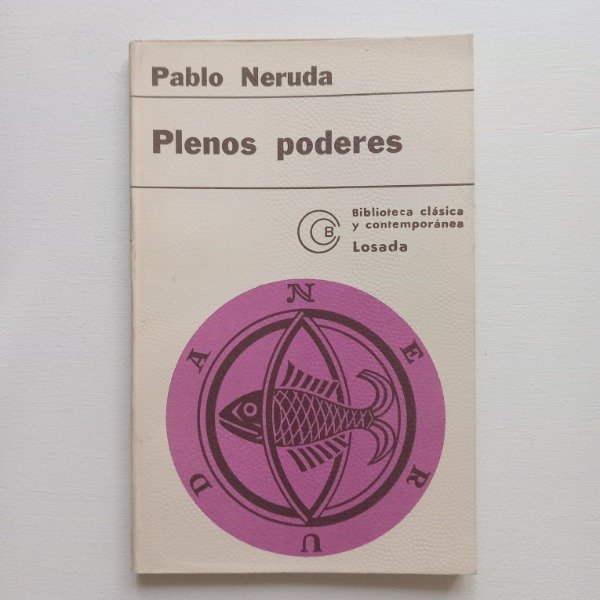 Pablo Neruda
Plenos poderes
B
Biblioteca clásica
y contemporánea
Losada
NERUDA